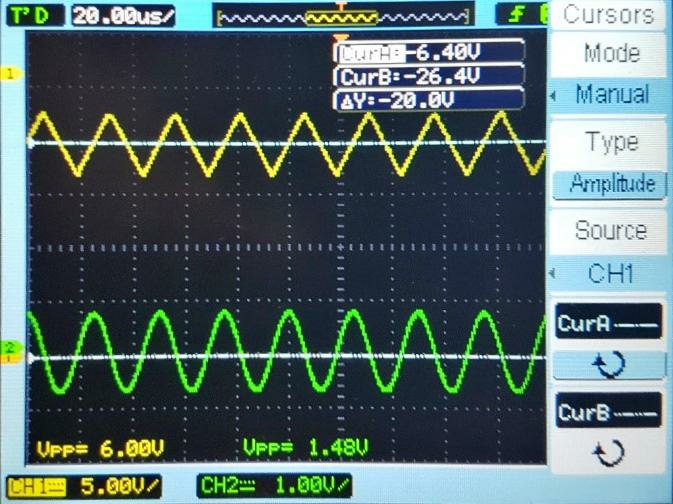 T'D 20.00us/
T
Cursors
Mode
Manual
Type
Amplitude
Source
CH1
CurA
CurB
CurA:-6.40V
CurB:-26.4V
ΔY:-20.0V
1
2
Vpp= 6.00V Vpp= 1.48V
CH1 5.00V/ CH2 1.00V/